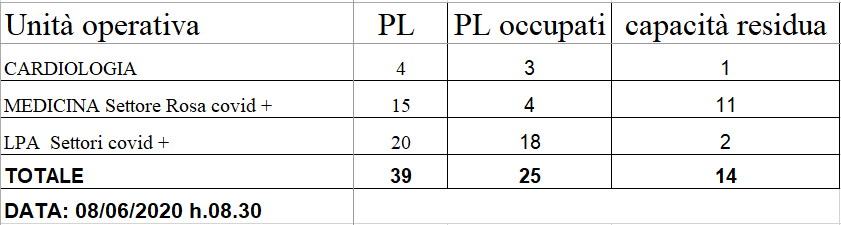 Unità operativa PL PL occupati capacità residua
CARDIOLOGIA 4 3 1
MEDICINA Settore Rosa covid + 15 4 11
LPA Settori covid + 20 18 2
TOTALE 39 25 14
DATA: 08/06/2020 h.08.30